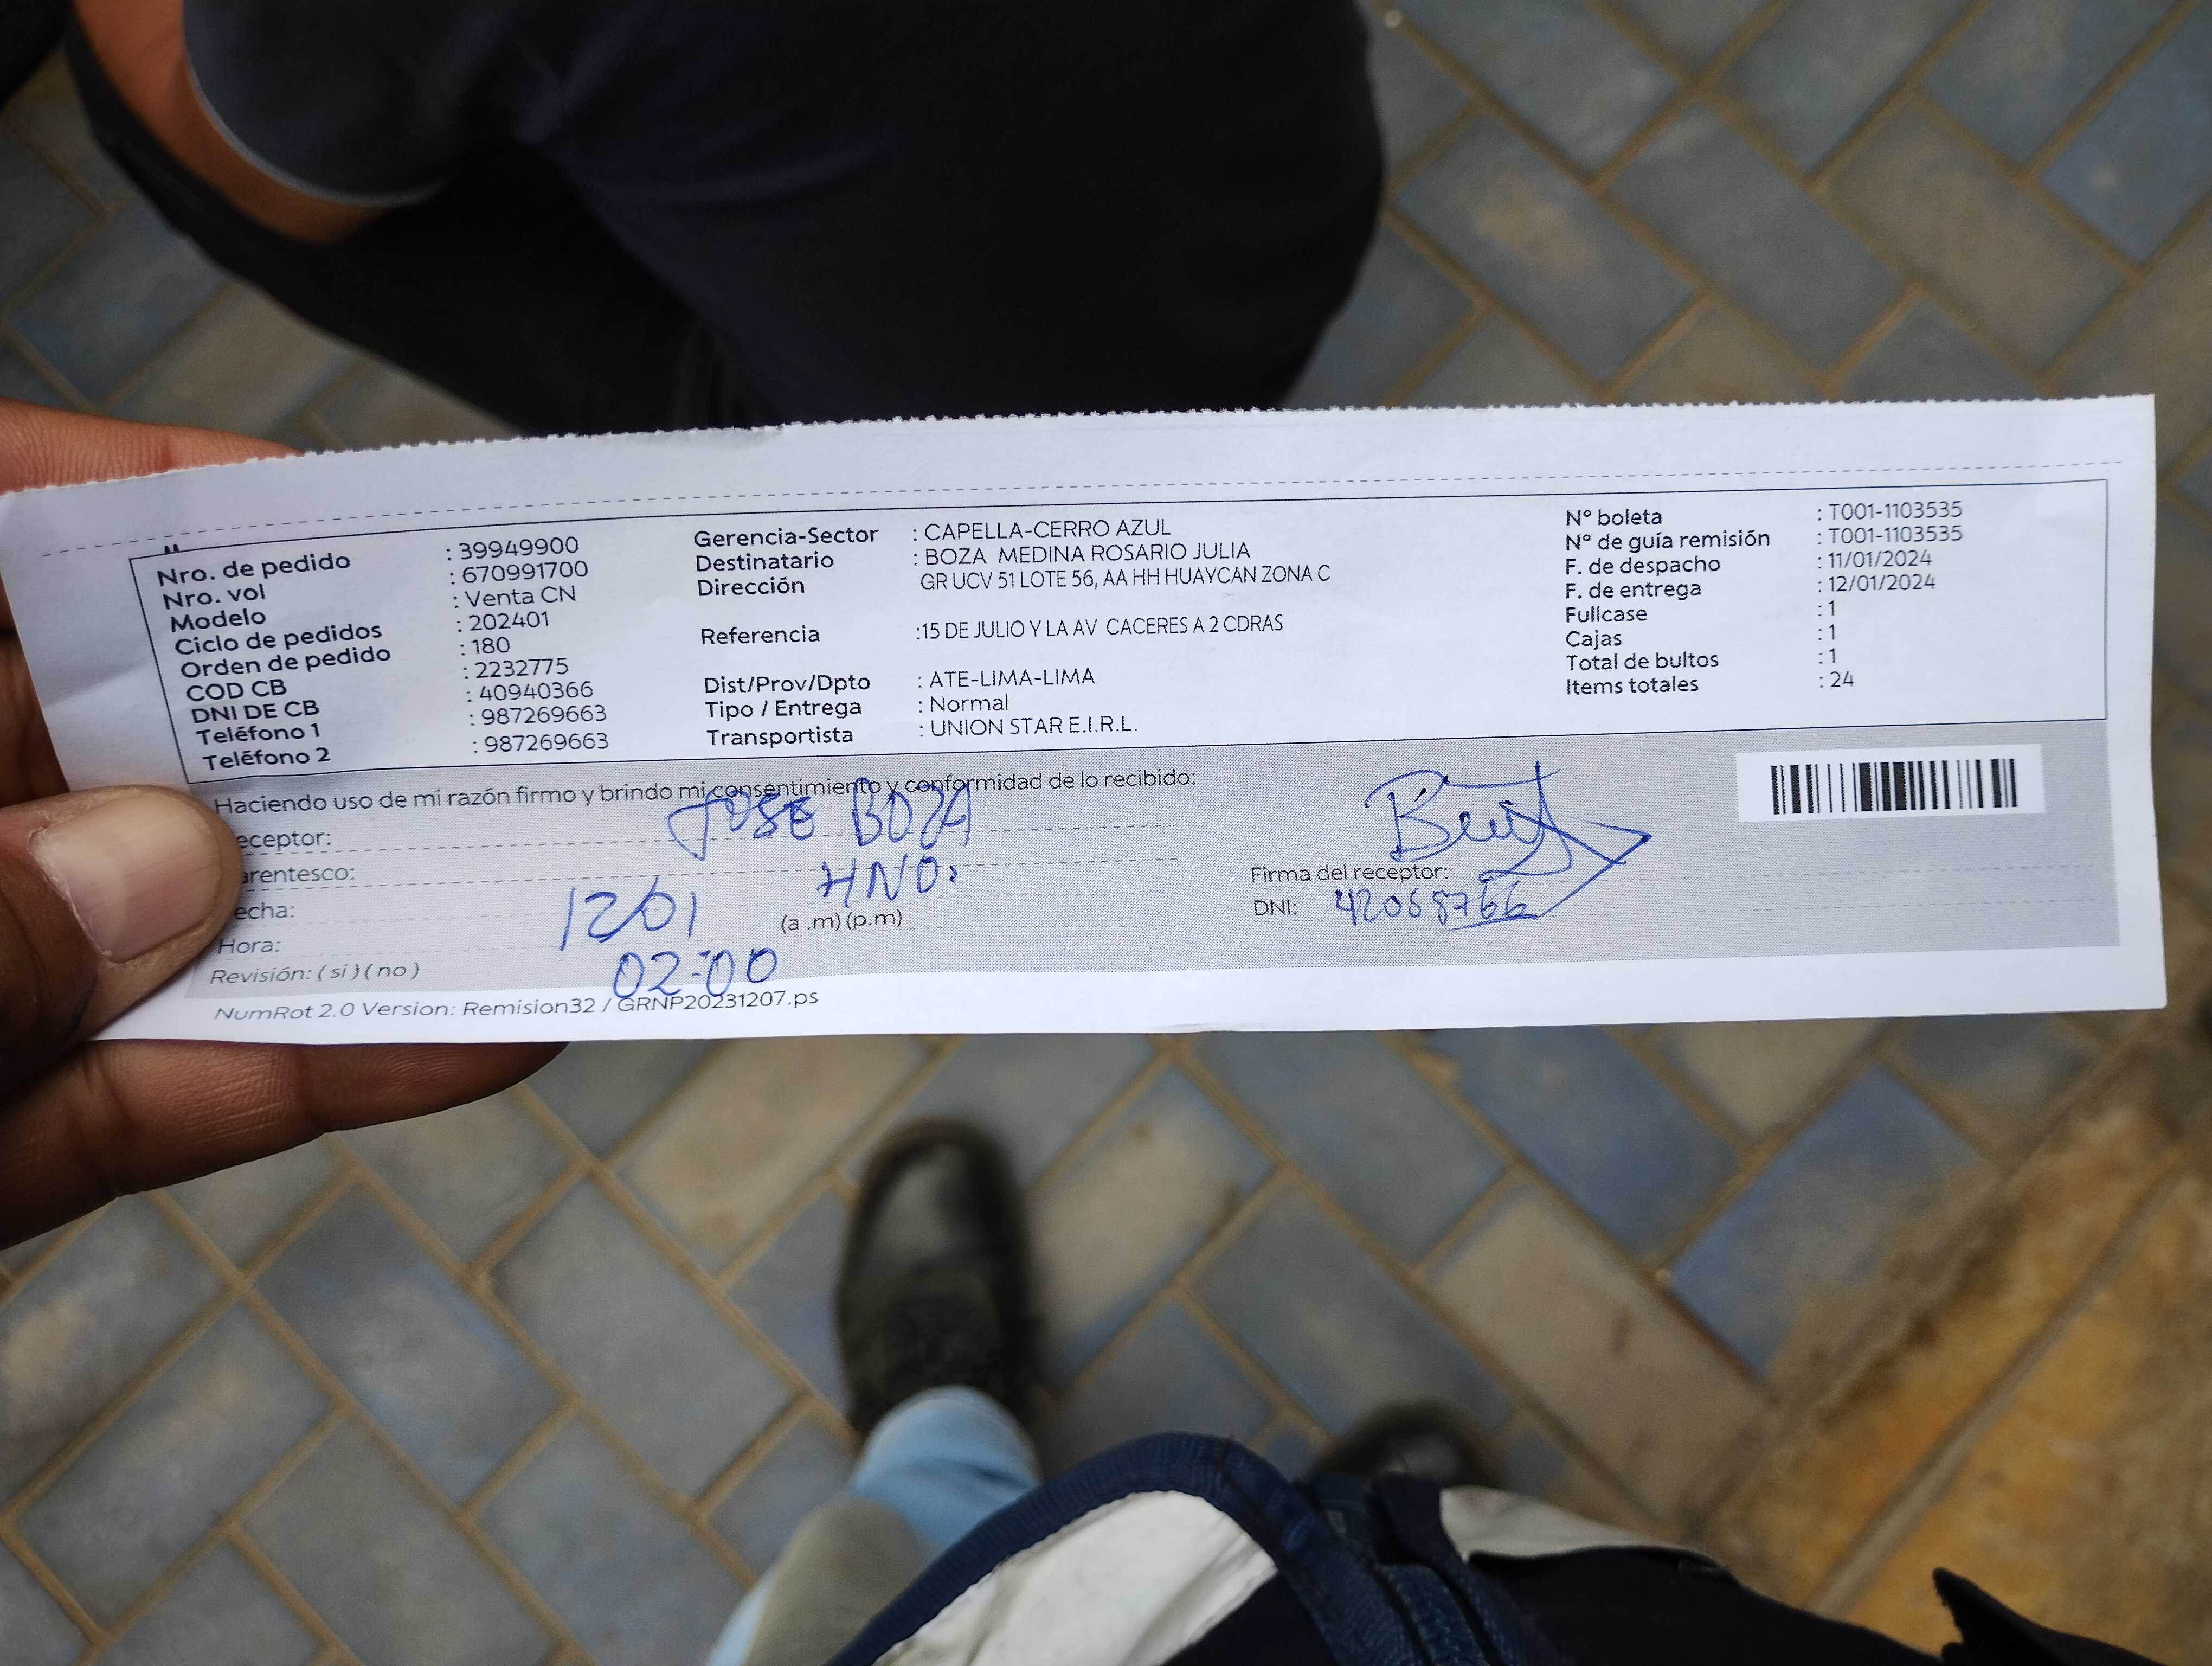 Nro. de pedido : 39949900
Nro. vol : 670991700
Modelo : Venta CN
Ciclo de pedidos : 202401
Orden de pedido : 180
COD CB : 2232775
DNI DE CB : 40940366
Teléfono 1 : 987269663
Teléfono 2 : 987269663
Gerencia-Sector : CAPELLA-CERRO AZUL
Destinatario : BOZA MEDINA ROSARIO JULIA
Dirección GR UCV 51 LOTE 56, AA HH HUAYCAN ZONA C
Referencia :15 DE JULIO Y LA AV CACERES A 2 CDRAS
Dist/Prov/Dpto : ATE-LIMA-LIMA
Tipo / Entrega : Normal
Transportista : UNION STAR E.I.R.L.
N° boleta : T001-1103535
N° de guía remisión : T001-1103535
F. de despacho : 11/01/2024
F. de entrega : 12/01/2024
Fullcase : 1
Cajas : 1
Total de bultos : 1
Items totales : 24
Haciendo uso de mi razón firmo y brindo mi consentimiento y conformidad de lo recibido:
eceptor: JOSE BOZA
arentesco: HNO.
echa: 12/01 (a .m) (p.m)
Hora: 02:00
Revisión: ( si ) ( no )
Firma del receptor:
DNI: 42068766
NumRot 2.0 Version: Remision32 / GRNP20231207.ps